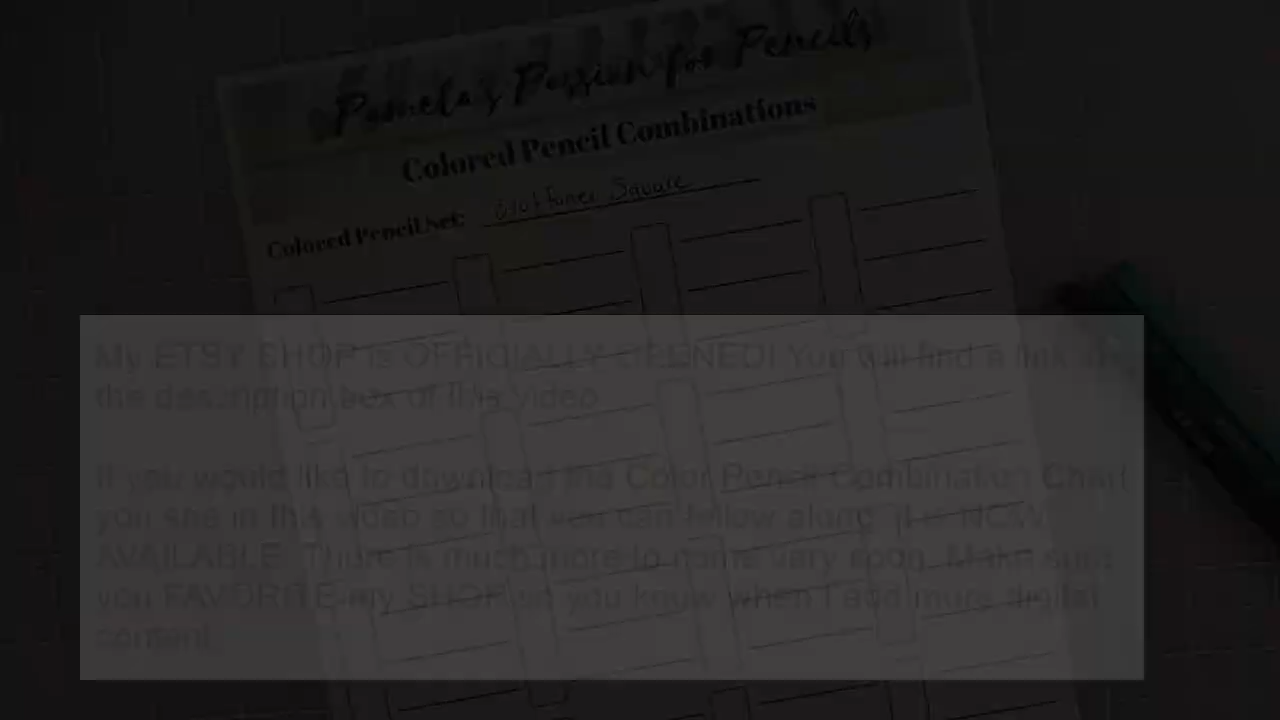 Pamela's Passion for Pencils
Colored Pencil Combinations
Colored Pencil Set: Brutfuner Square
My ETSY SHOP is OFFICIALLY OPENED! You will find a link in
the description box of this video.
If you would like to download the Color Pencil Combination Chart
you see in this video so that you can follow along, it is NOW
AVAILABLE. There is much more to come very soon. Make sure
you FAVORITE my SHOP so you know when I add more digital
content.